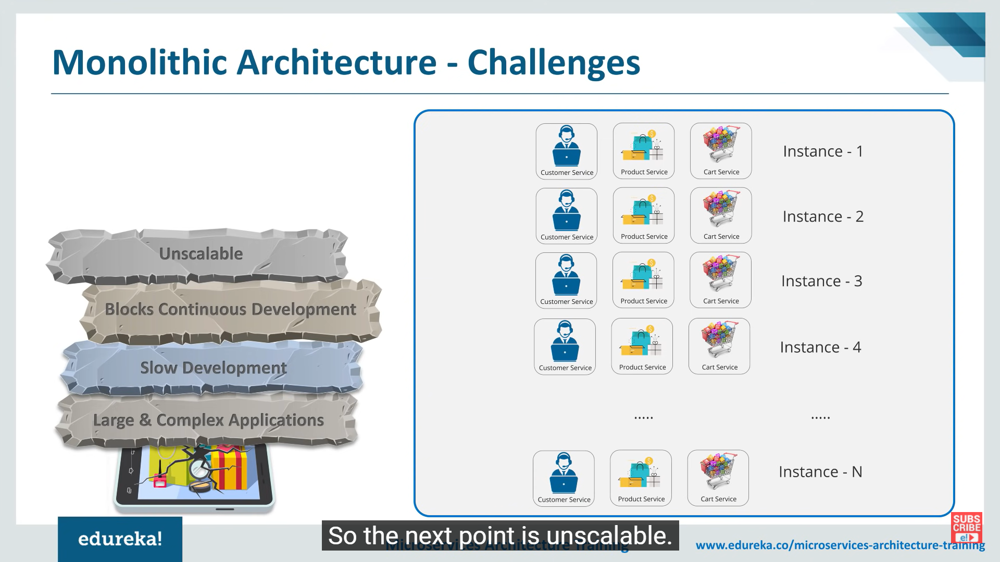 Monolithic Architecture - Challenges
Unscalable
Blocks Continuous Development
Slow Development
Large & Complex Applications
Customer Service
Product Service
Cart Service
Instance - 1
Customer Service
Product Service
Cart Service
Instance - 2
Customer Service
Product Service
Cart Service
Instance - 3
Customer Service
Product Service
Cart Service
Instance - 4
.....
.....
Customer Service
Product Service
Cart Service
Instance - N
edureka!
So the next point is unscalable.
Microservices Architecture Training
www.edureka.co/microservices-architecture-training
SUBS
CRIBE
e!